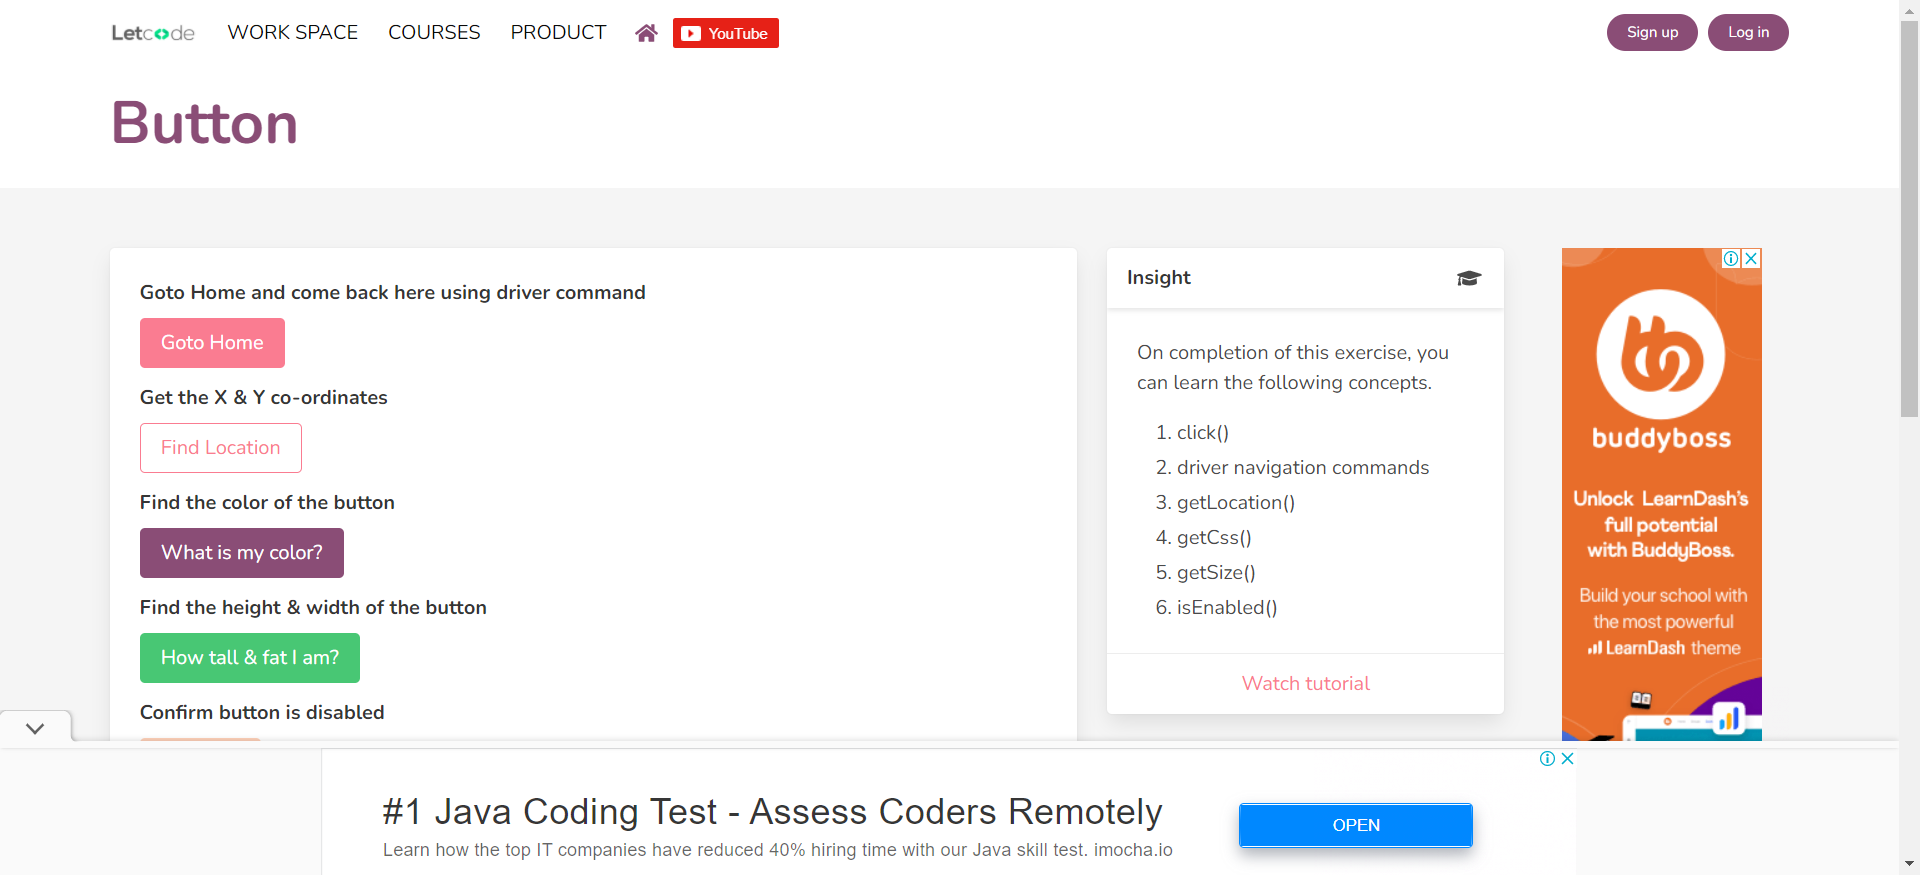 Letcode WORK SPACE COURSES PRODUCT YouTube Sign up Log in
Button
Goto Home and come back here using driver command
Goto Home
Get the X & Y co-ordinates
Find Location
Find the color of the button
What is my color?
Find the height & width of the button
How tall & fat I am?
Confirm button is disabled
Insight
On completion of this exercise, you
can learn the following concepts.
1. click()
2. driver navigation commands
3. getLocation()
4. getCss()
5. getSize()
6. isEnabled()
Watch tutorial
buddyboss
Unlock LearnDash's
full potential
with BuddyBoss.
Build your school with
the most powerful
LearnDash theme
#1 Java Coding Test - Assess Coders Remotely
Learn how the top IT companies have reduced 40% hiring time with our Java skill test. imocha.io
OPEN